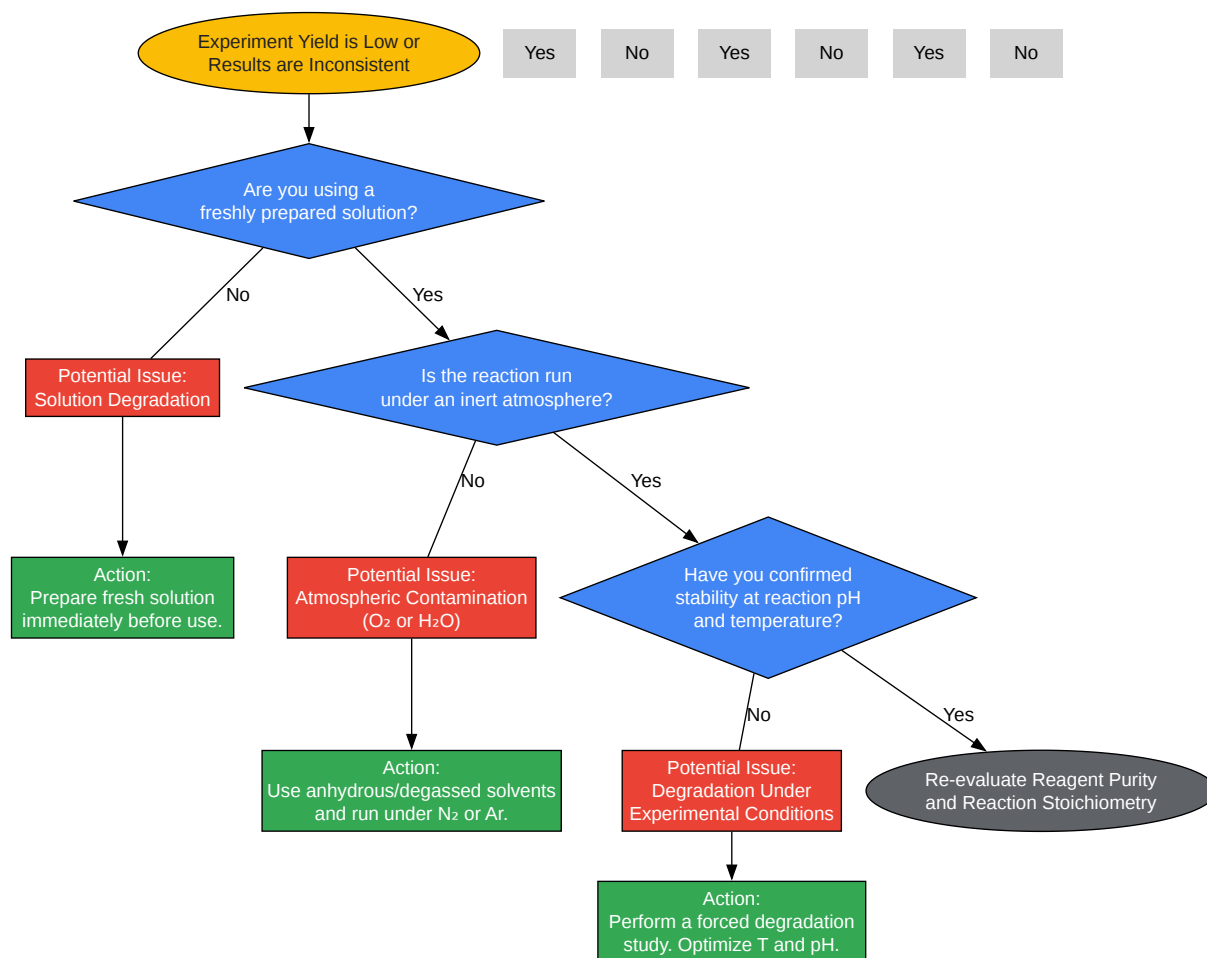 Experiment Yield is Low or
Results are Inconsistent
Yes
No
Yes
No
Yes
No
Are you using a
freshly prepared solution?
No
Yes
Potential Issue:
Solution Degradation
Is the reaction run
under an inert atmosphere?
No
Yes
Action:
Prepare fresh solution
immediately before use.
Potential Issue:
Atmospheric Contamination
(O₂ or H₂O)
Have you confirmed
stability at reaction pH
and temperature?
No
Yes
Action:
Use anhydrous/degassed solvents
and run under N₂ or Ar.
Potential Issue:
Degradation Under
Experimental Conditions
Re-evaluate Reagent Purity
and Reaction Stoichiometry
Action:
Perform a forced degradation
study. Optimize T and pH.